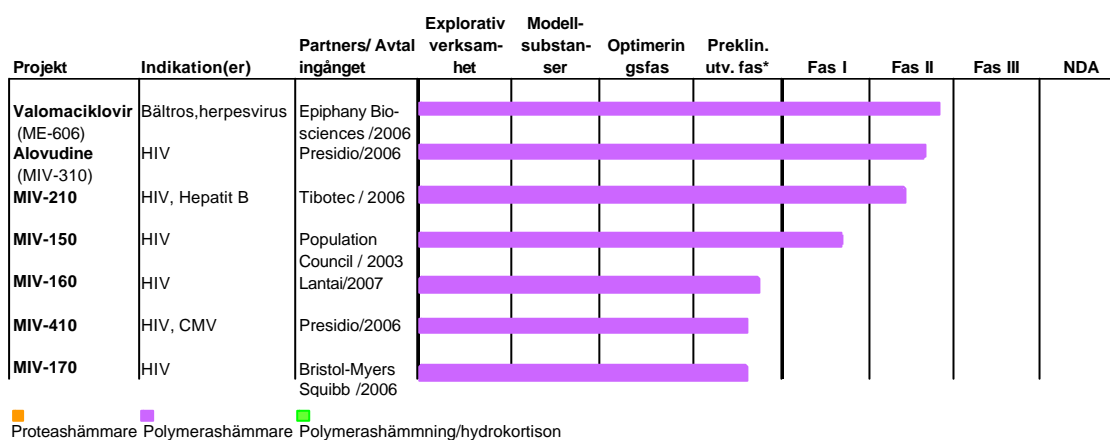 Explorativ Modell-
Partners/ Avtal verksam- substan- Optimerin Preklin.
Projekt Indikation(er) ingånget het ser gsfas utv. fas* Fas I Fas II Fas III NDA
Valomaciklovir Bältros,herpesvirus Epiphany Bio-
(ME-606) sciences /2006
Alovudine HIV Presidio/2006
(MIV-310)
MIV-210 HIV, Hepatit B Tibotec / 2006
MIV-150 HIV Population
Council / 2003
MIV-160 HIV Lantai/2007
MIV-410 HIV, CMV Presidio/2006
MIV-170 HIV Bristol-Myers
Squibb /2006
Proteashämmare Polymerashämmare Polymerashämmning/hydrokortison